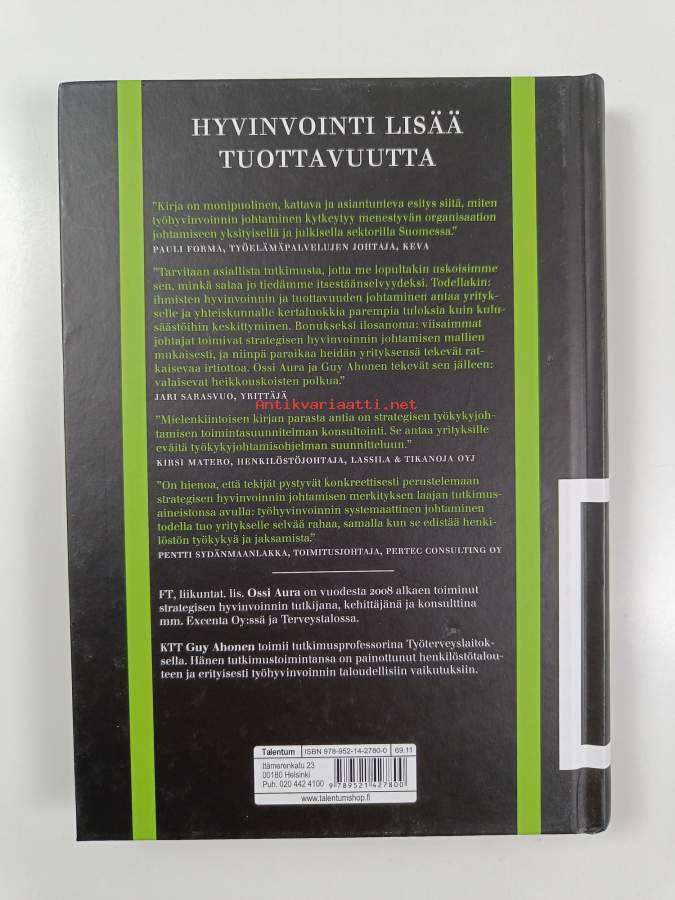 HYVINVOINTI LISÄÄ
TUOTTAVUUTTA
”Kirja on monipuolinen, kattava ja asiantunteva esitys siitä, miten
työhyvinvoinnin johtaminen kytkeytyy menestyvän organisaation
johtamiseen yksityisellä ja julkisella sektorilla Suomessa.”
PAULI FORMA, TYÖELÄMÄPALVELUJEN JOHTAJA, KEVA
”Tarvitaan asiallista tutkimusta, jotta me lopultakin uskoisimme
sen, minkä salaa jo tiedämme itsestäänselvyydeksi. Todellakin:
ihmisten hyvinvoinnin ja tuottavuuden johtaminen antaa yrityk-
selle ja yhteiskunnalle kertaluokkia parempia tuloksia kuin kulu-
säästöihin keskittyminen. Bonukseksi ilosanoma: viisaimmat
johtajat toimivat strategisen hyvinvoinnin johtamisen mallien
mukaisesti, ja niinpä paraikaa heidän yrityksensä tekevät rat-
kaisevaa irtiottoa. Ossi Aura ja Guy Ahonen tekevät sen jälleen:
valaisevat heikkouskoisten polkua.”
JARI SARASVUO, YRITTÄJÄ
Antikvariaatti.net
”Mielenkiintoisen kirjan parasta antia on strategisen työkykyjoh-
tamisen toimintasuunnitelman konsultointi. Se antaa yrityksille
eväitä työkykyjohtamisohjelman suunnitteluun.”
KIRSI MATERO, HENKILÖSTÖJOHTAJA, LASSILA & TIKANOJA OYJ
”On hienoa, että tekijät pystyvät konkreettisesti perustelemaan
strategisen hyvinvoinnin johtamisen merkityksen laajan tutkimus-
aineistonsa avulla: työhyvinvoinnin systemaattinen johtaminen
todella tuo yritykselle selvää rahaa, samalla kun se edistää henki-
löstön työkykyä ja jaksamista.”
PENTTI SYDÄNMAANLAKKA, TOIMITUSJOHTAJA, PERTEC CONSULTING OY
FT, liikuntat. lis. Ossi Aura on vuodesta 2008 alkaen toiminut
strategisen hyvinvoinnin tutkijana, kehittäjänä ja konsulttina
mm. Excenta Oy:ssä ja Terveystalossa.
KTT Guy Ahonen toimii tutkimusprofessorina Työterveyslaitok-
sella. Hänen tutkimustoimintansa on painottunut henkilöstötalou-
teen ja erityisesti työhyvinvoinnin taloudellisiin vaikutuksiin.
Talentum ISBN 978-952-14-2780-0 69.11
Itämerenkatu 23
00180 Helsinki
Puh. 020 442 4100
9 789521 427800
www.talentumshop.fi